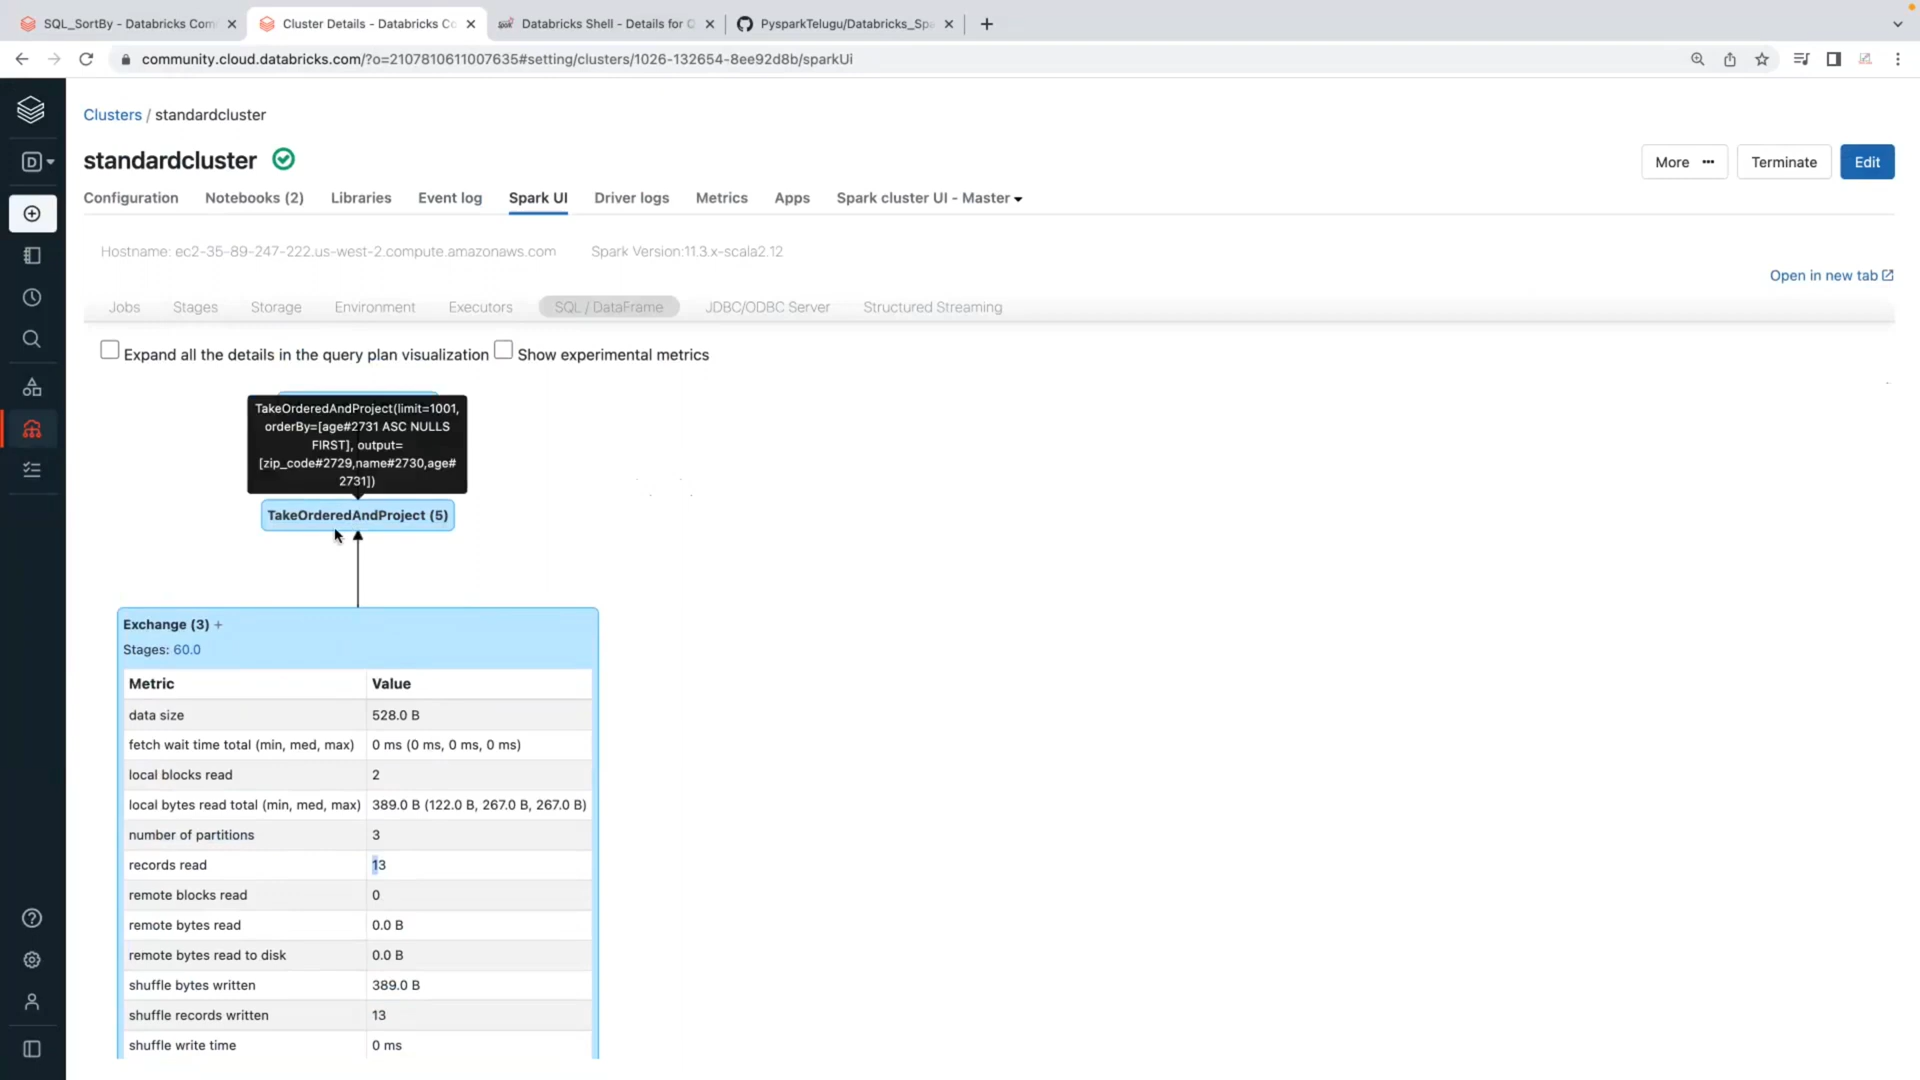 SQL_SortBy - Databricks Com
Cluster Details - Databricks Co
Databricks Shell - Details for Q
PysparkTelugu/Databricks_Spa
community.cloud.databricks.com/?o=2107810611007635#setting/clusters/1026-132654-8ee92d8b/sparkUi
Clusters / standardcluster
standardcluster
More ··· Terminate Edit
Configuration Notebooks (2) Libraries Event log Spark UI Driver logs Metrics Apps Spark cluster UI - Master
Hostname: ec2-35-89-247-222.us-west-2.compute.amazonaws.com Spark Version:11.3.x-scala2.12
Open in new tab
Jobs Stages Storage Environment Executors SQL / DataFrame JDBC/ODBC Server Structured Streaming
Expand all the details in the query plan visualization Show experimental metrics
TakeOrderedAndProject(limit=1001,
orderBy=[age#2731 ASC NULLS
FIRST], output=
[zip_code#2729,name#2730,age#
2731])
TakeOrderedAndProject (5)
Exchange (3) +
Stages: 60.0
Metric Value
data size 528.0 B
fetch wait time total (min, med, max) 0 ms (0 ms, 0 ms, 0 ms)
local blocks read 2
local bytes read total (min, med, max) 389.0 B (122.0 B, 267.0 B, 267.0 B)
number of partitions 3
records read 13
remote blocks read 0
remote bytes read 0.0 B
remote bytes read to disk 0.0 B
shuffle bytes written 389.0 B
shuffle records written 13
shuffle write time 0 ms
D